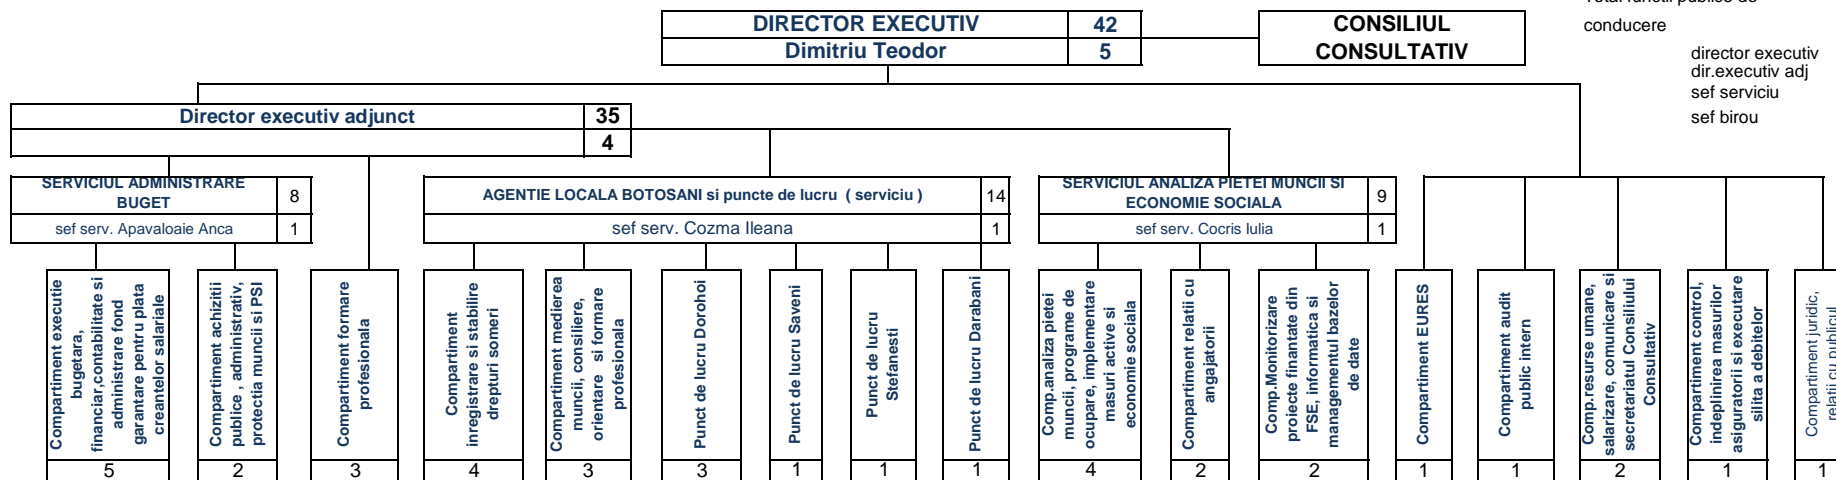 Total functii publice de
conducere
director executiv
dir.executiv adj
sef serviciu
sef birou
DIRECTOR EXECUTIV 42
Dimitriu Teodor 5
CONSILIUL
CONSULTATIV
Director executiv adjunct 35
4
SERVICIUL ADMINISTRARE
BUGET 8
sef serv. Apavaloaie Anca 1
AGENTIE LOCALA BOTOSANI si puncte de lucru ( serviciu ) 14
sef serv. Cozma Ileana 1
SERVICIUL ANALIZA PIETEI MUNCII SI
ECONOMIE SOCIALA 9
sef serv. Cocris Iulia 1
Compartiment executie
bugetara,
financiar,contabilitate si
administrare fond
garantare pentru plata
creantelor salariale
5
Compartiment achizitii
publice , administrativ,
protectia muncii si PSI
2
Compartiment formare
profesionala
3
Compartiment
inregistrare si stabilire
drepturi someri
4
Compartiment medierea
muncii, consiliere,
orientare si formare
profesionala
3
Punct de lucru Dorohoi
3
Punct de lucru Saveni
1
Punct de lucru
Stefanesti
1
Punct de lucru Darabani
1
Comp.analiza pietei
muncii, programe de
ocupare, implementare
masuri active si
economie sociala
4
Compartiment relatii cu
angajatorii
2
Comp.Monitorizare
proiecte finantate din
FSE, informatica si
managementul bazelor
de date
2
Compartiment EURES
1
Compartiment audit
public intern
1
Comp.resurse umane,
salarizare, comunicare si
secretariatul Consiliului
Consultativ
2
Compartiment control,
indeplinirea masurilor
asiguratorii si executare
silita a debitelor
1
Compartiment juridic,
relatii cu publicul
1